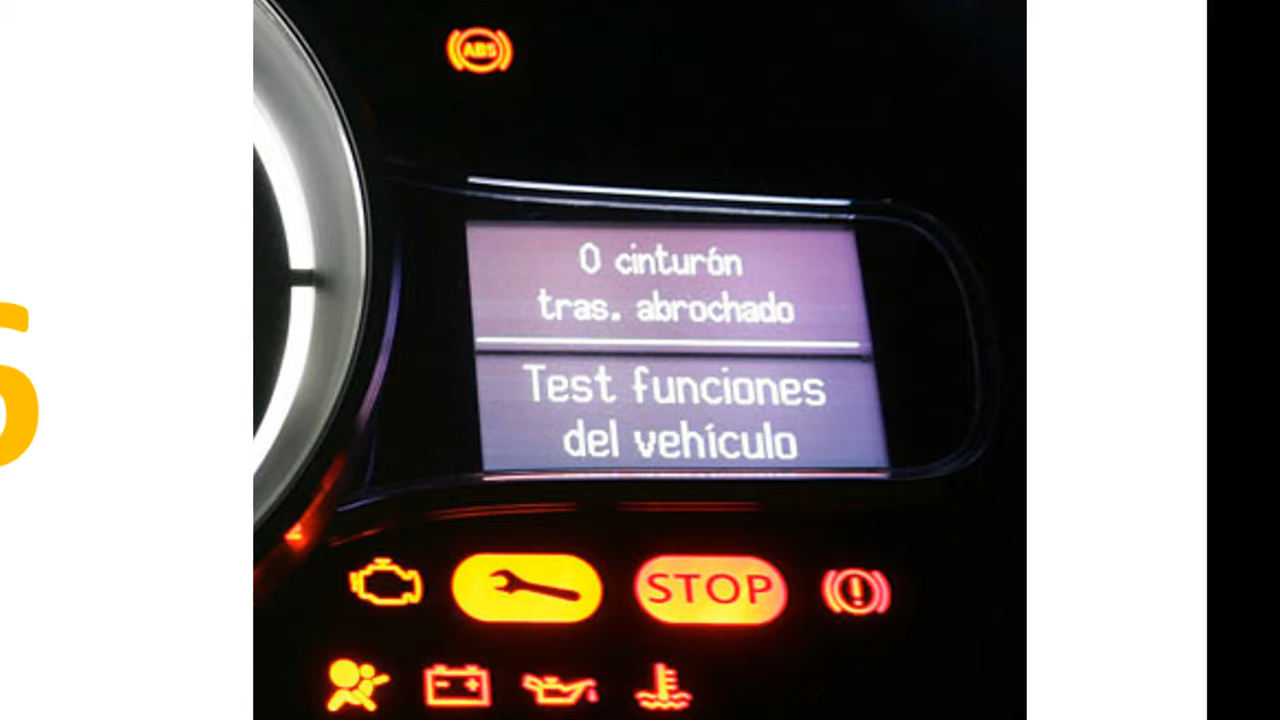 ABS
0 cinturón
tras. abrochado
Test funciones
del vehículo
STOP